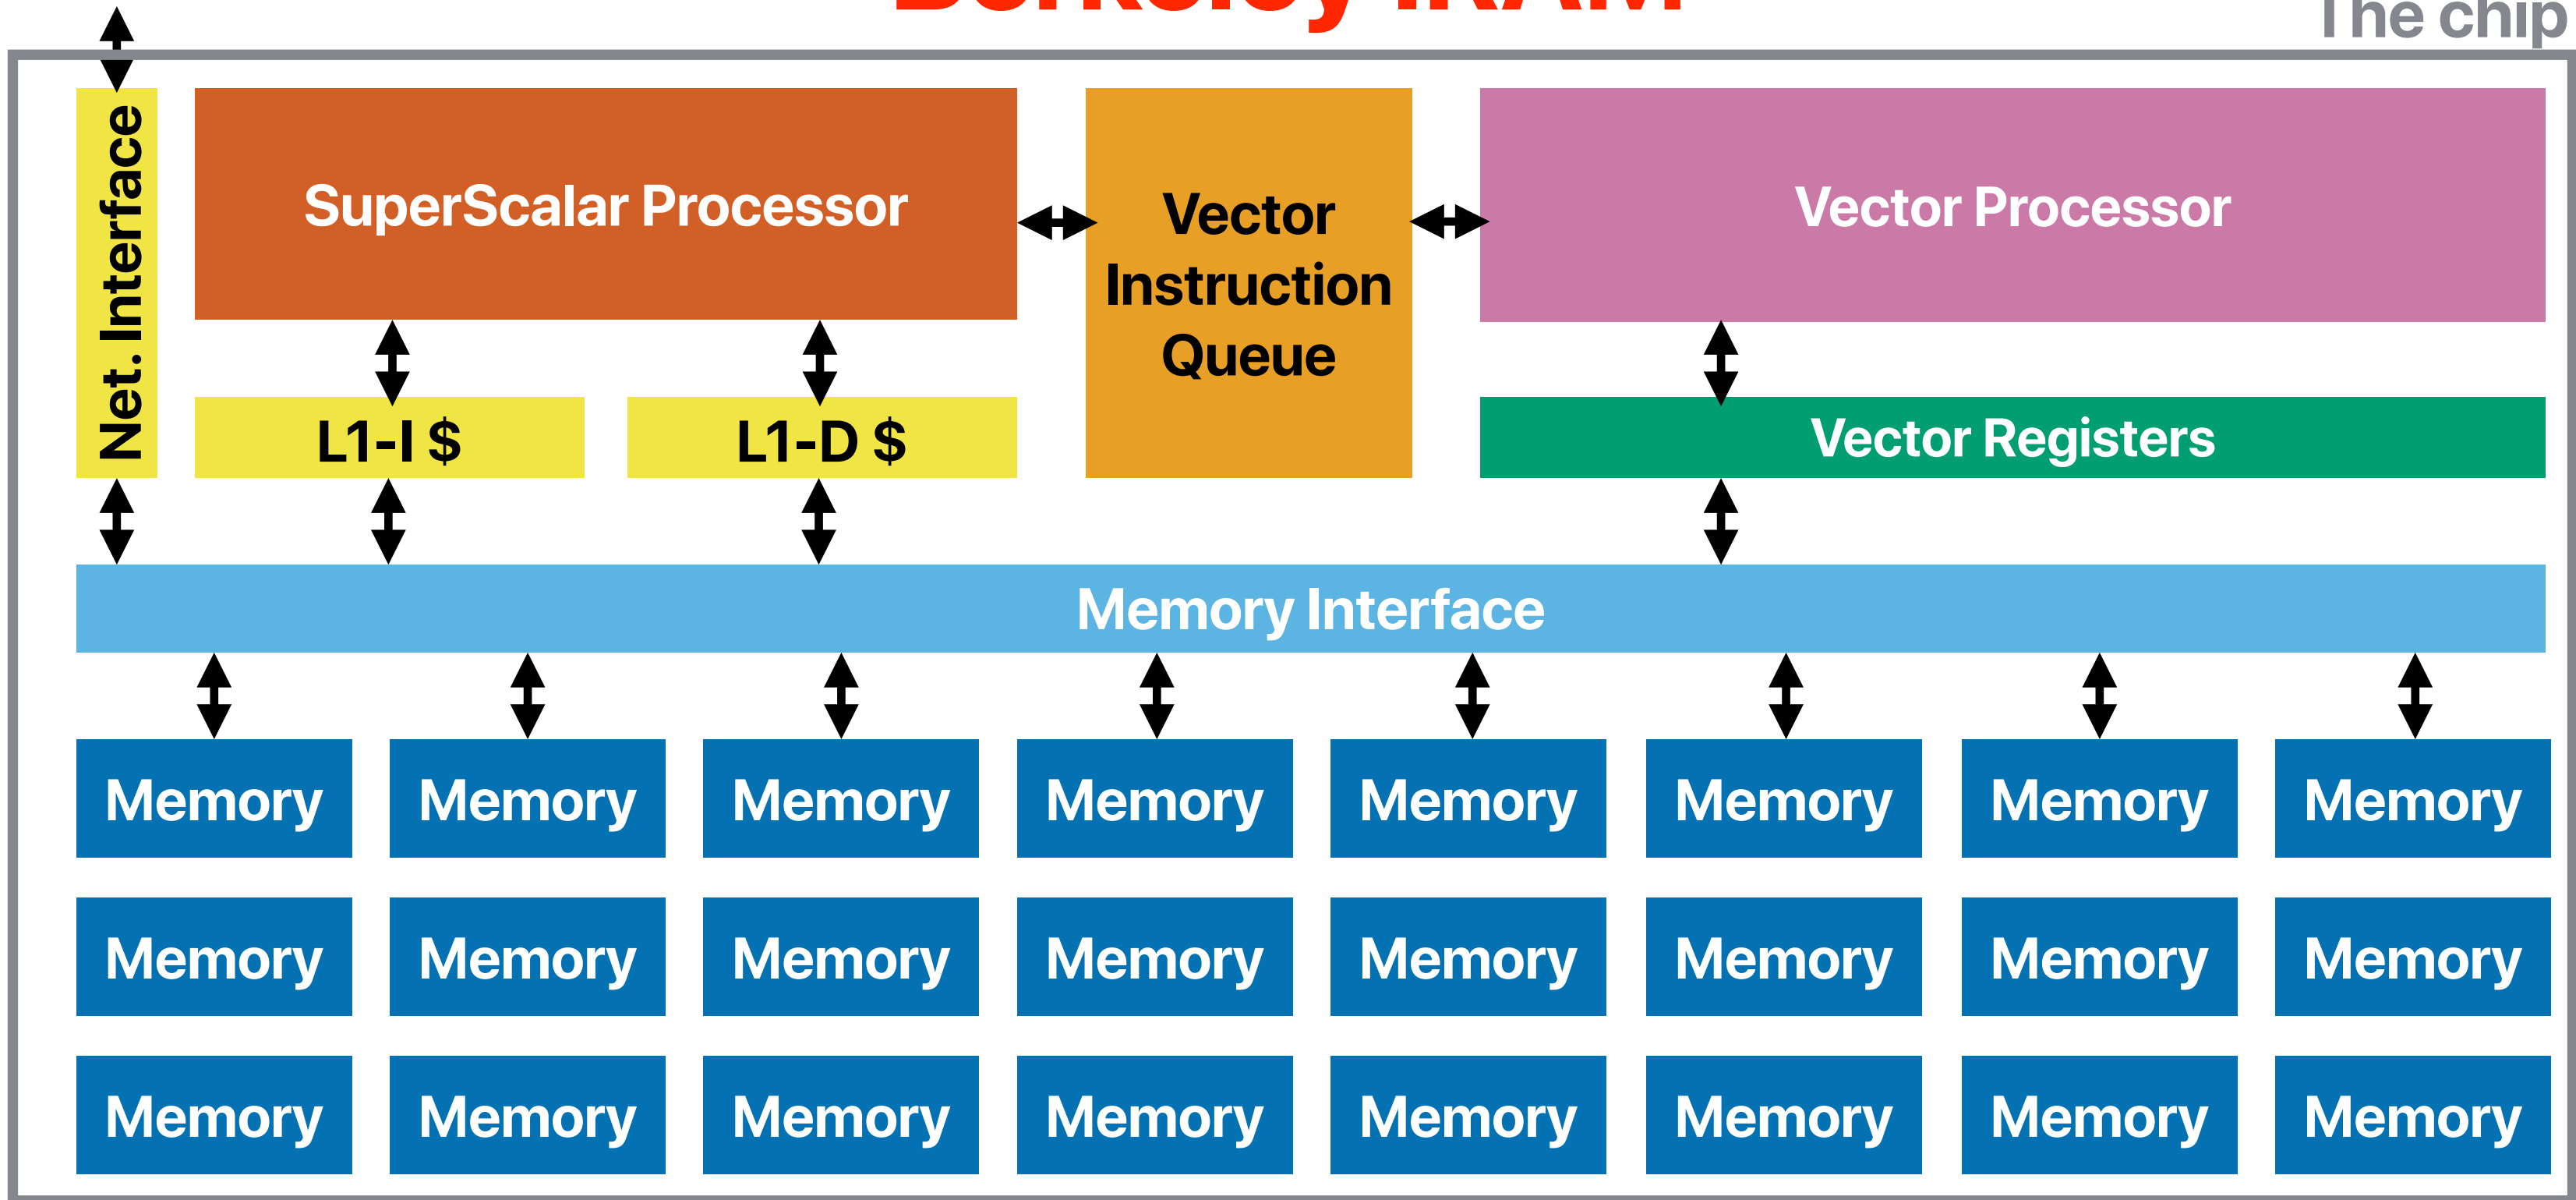 Berkeley IRAM
The chip
Net. Interface
SuperScalar Processor
Vector
Instruction
Queue
Vector Processor
L1-I $
L1-D $
Vector Registers
Memory Interface
Memory Memory Memory Memory Memory Memory Memory Memory
Memory Memory Memory Memory Memory Memory Memory Memory
Memory Memory Memory Memory Memory Memory Memory Memory